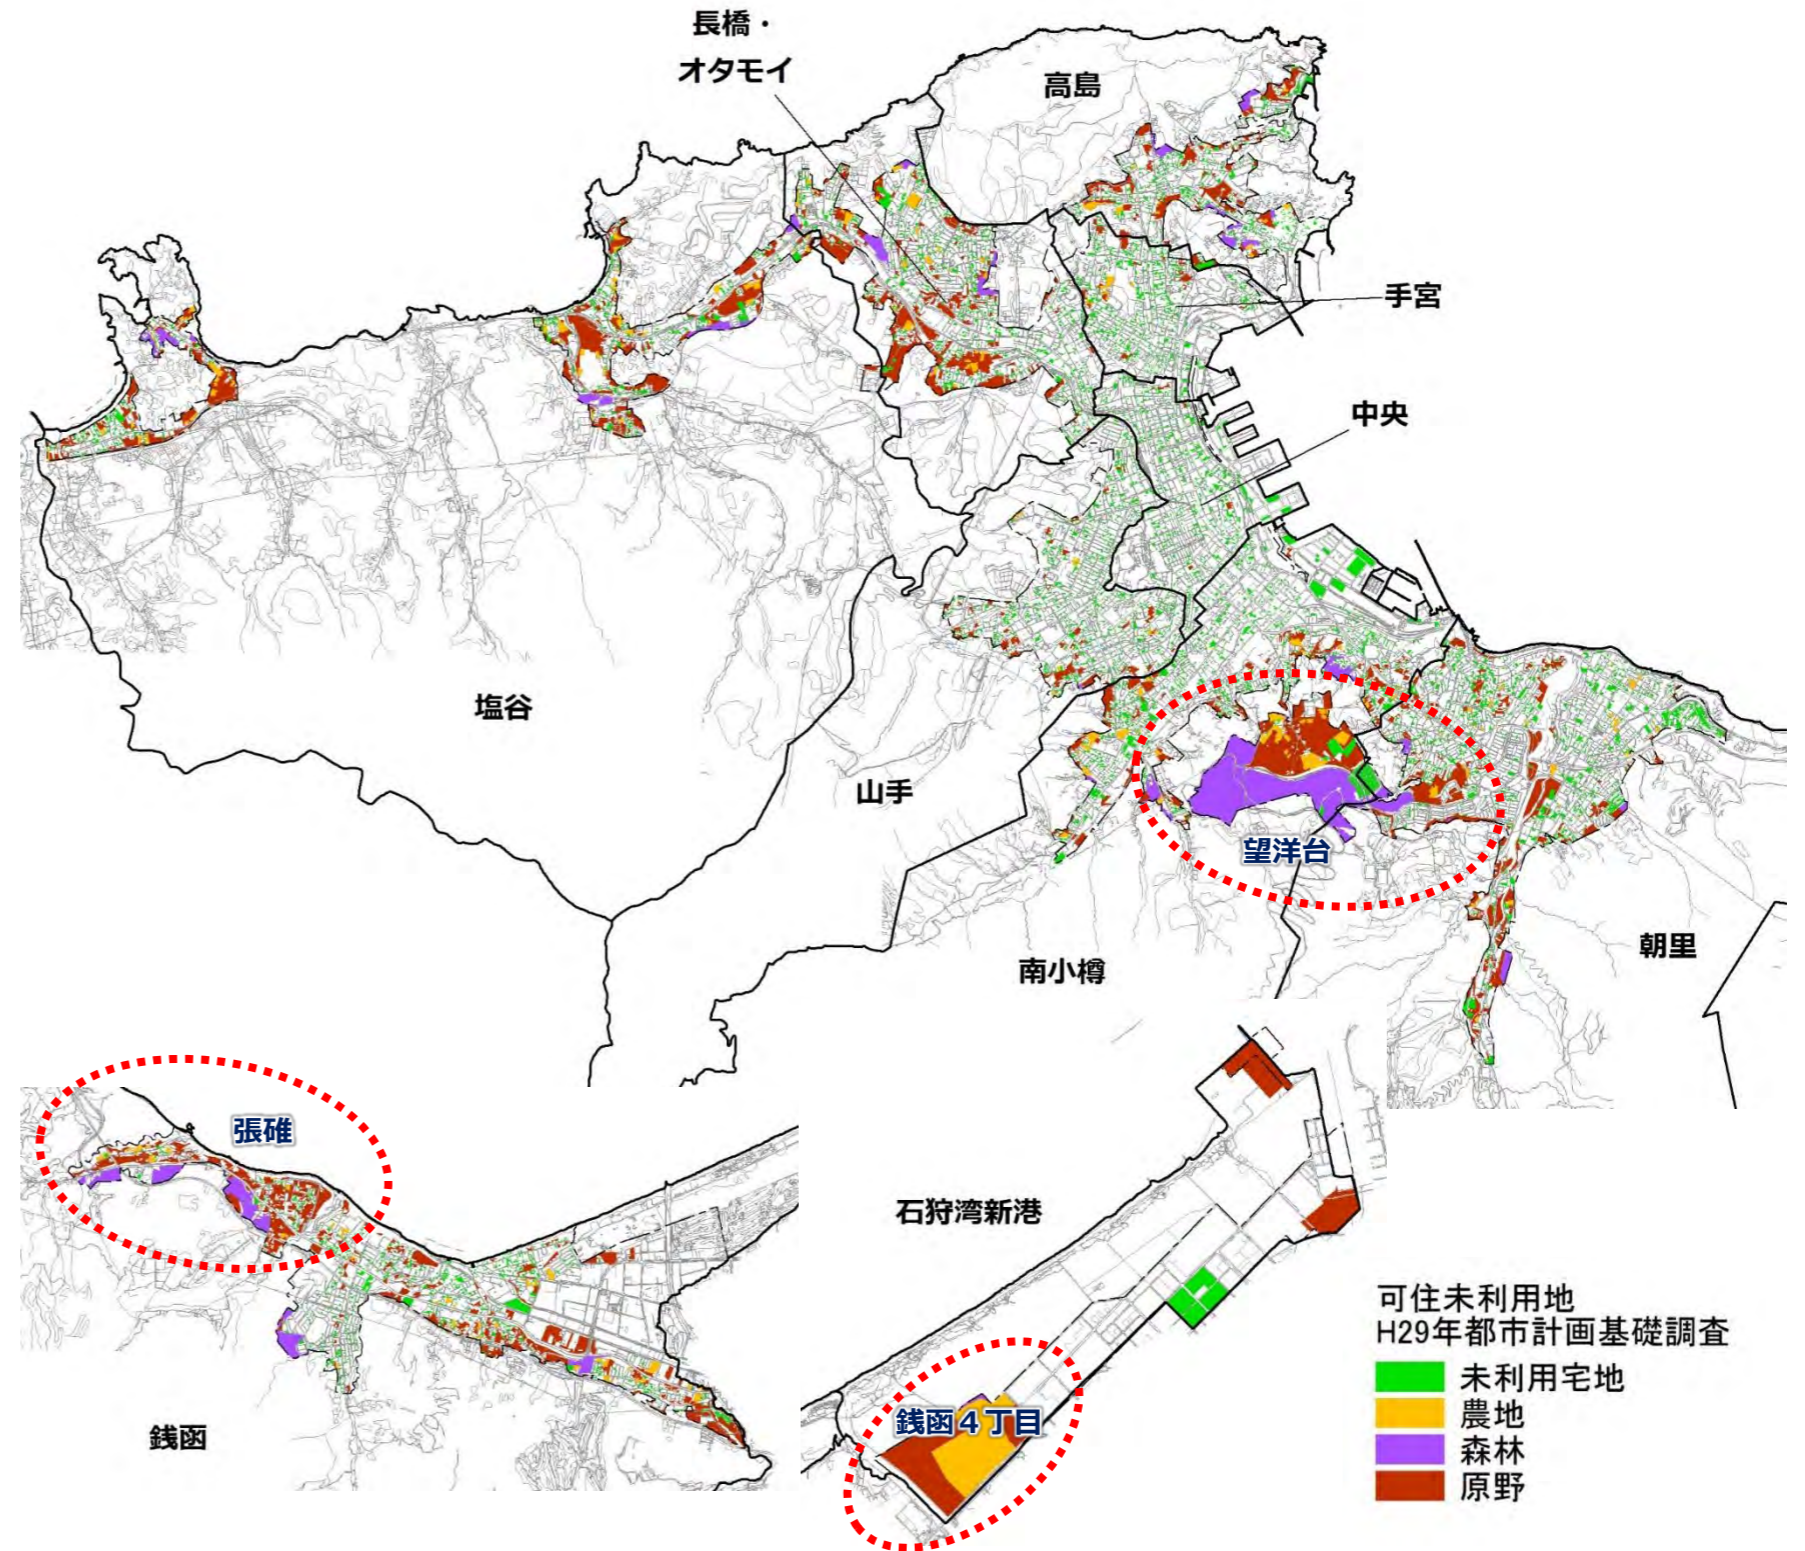 長橋・
オタモイ
高島
手宮
中央
塩谷
山手
望洋台
南小樽
朝里
張碓
銭函
石狩湾新港
銭函４丁目
可住未利用地
H29年都市計画基礎調査
未利用宅地
農地
森林
原野